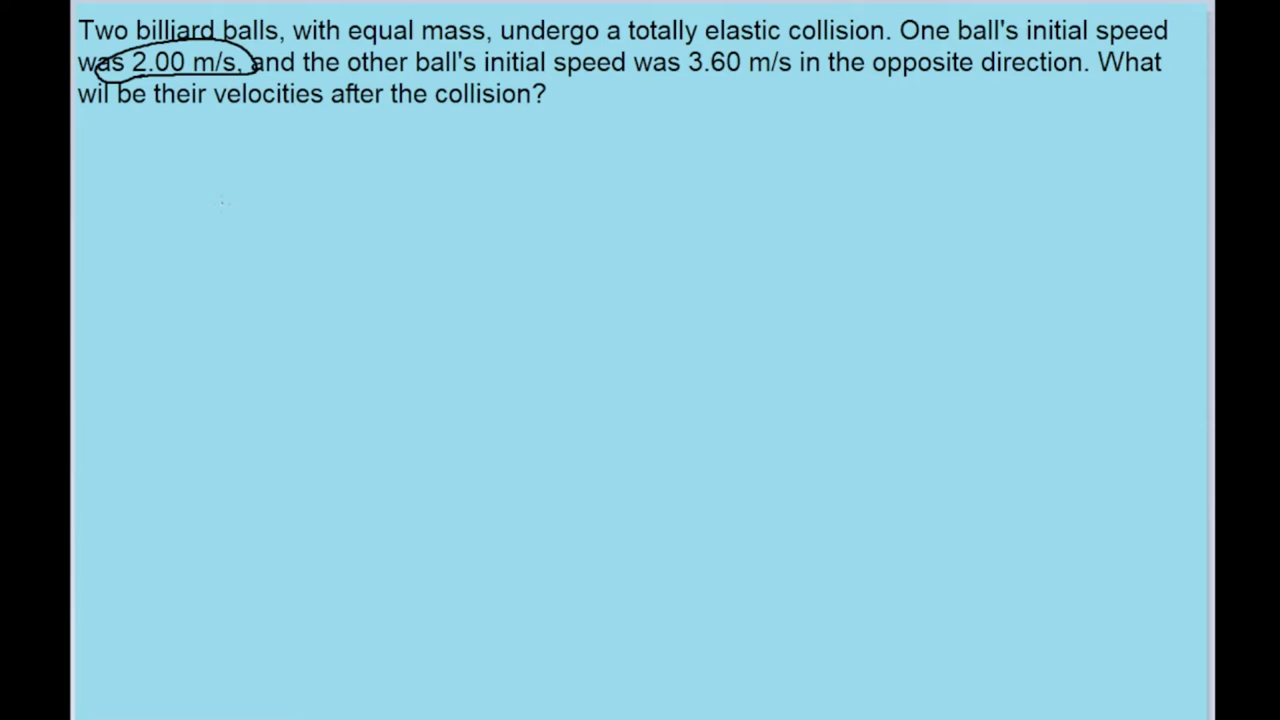 Two billiard balls, with equal mass, undergo a totally elastic collision. One ball's initial speed
was 2.00 m/s, and the other ball's initial speed was 3.60 m/s in the opposite direction. What
wil be their velocities after the collision?